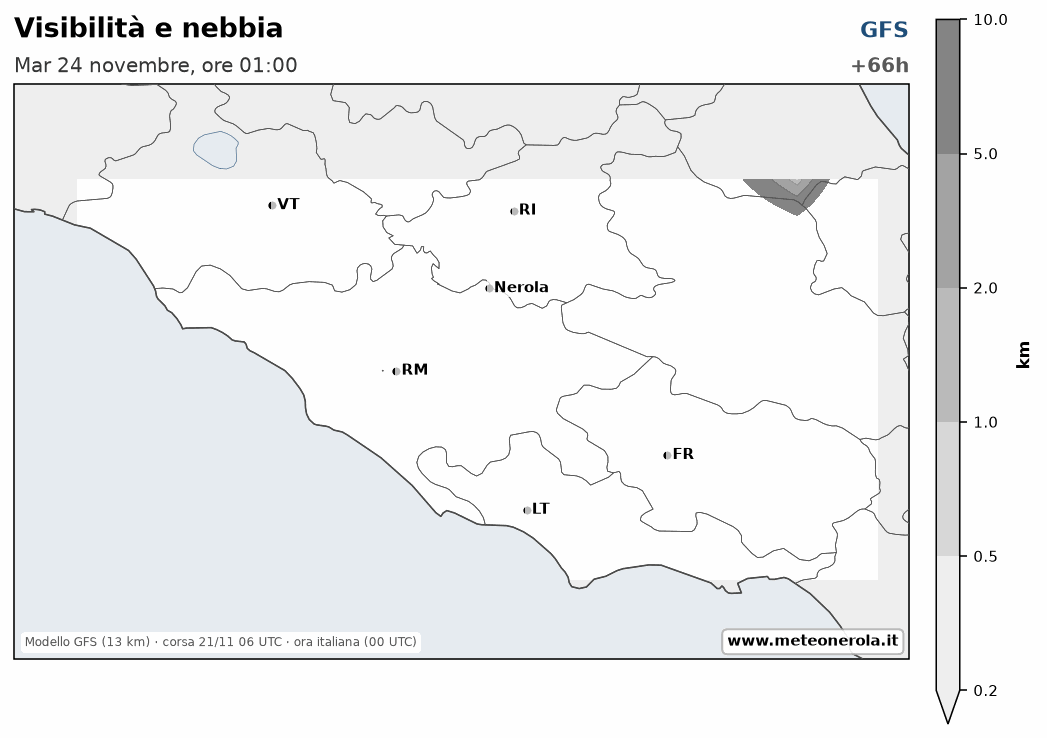 Visibilità e nebbia
GFS
Mar 24 novembre, ore 01:00
+66h
VT
RI
Nerola
RM
FR
LT
Modello GFS (13 km) · corsa 21/11 06 UTC · ora italiana (00 UTC)
www.meteonerola.it
10.0
5.0
2.0
1.0
0.5
0.2
km